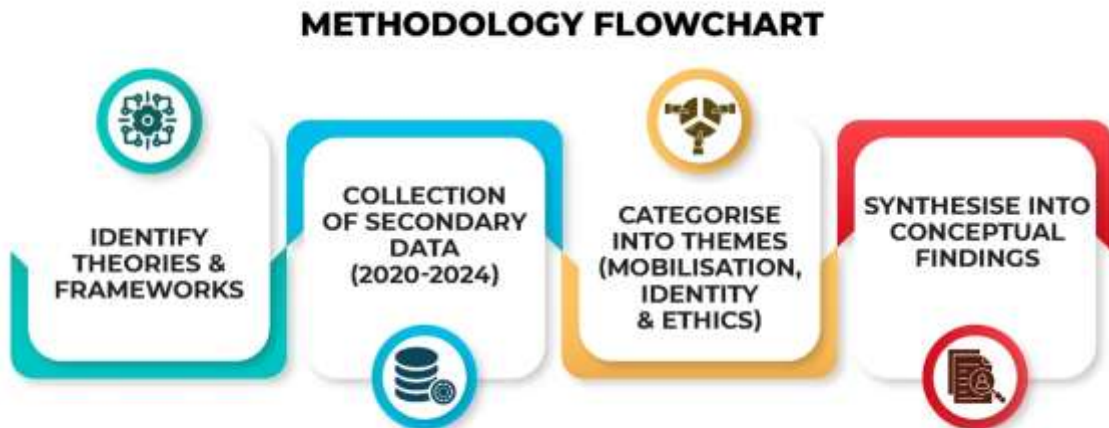 METHODOLOGY FLOWCHART
IDENTIFY
THEORIES &
FRAMEWORKS
COLLECTION
OF SECONDARY
DATA
(2020-2024)
CATEGORISE
INTO THEMES
(MOBILISATION,
IDENTITY
& ETHICS)
SYNTHESISE INTO
CONCEPTUAL
FINDINGS